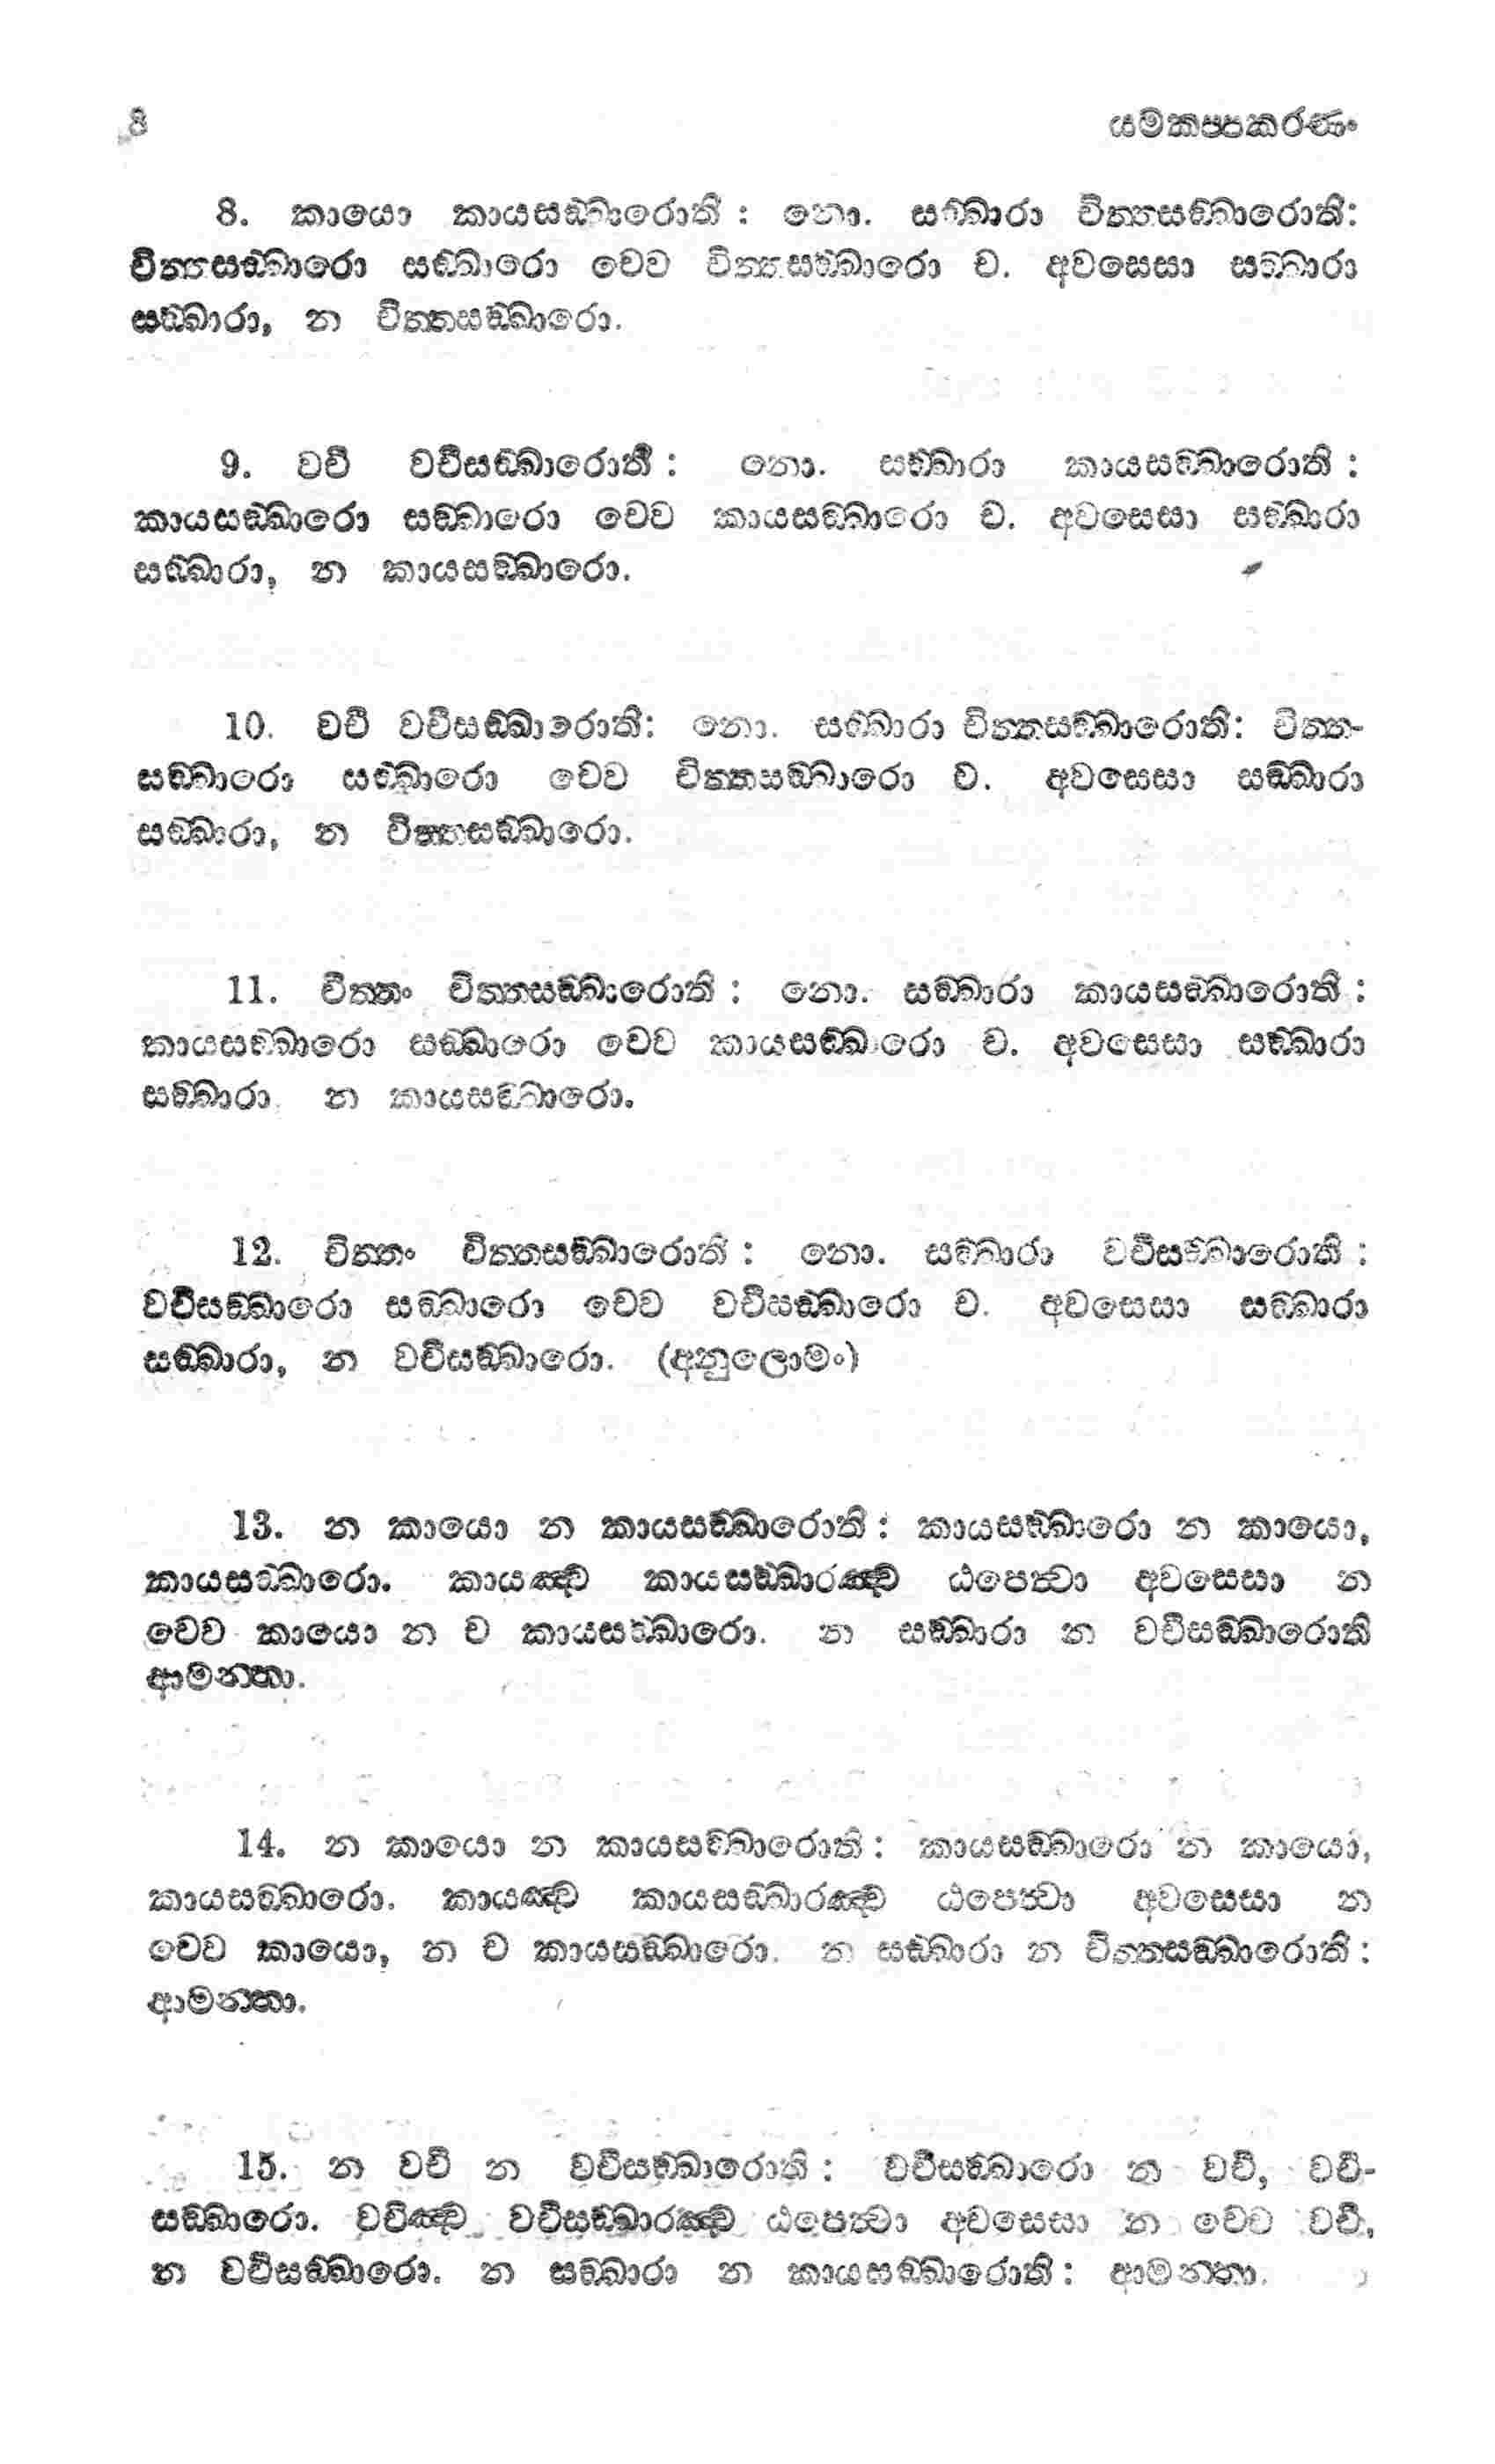 8 යමකප්පකරණං
8. කායො කායසඞ්ඛාරොති : නො. සඞ්ඛාරා චිත්තසඞ්ඛාරොති:
චිත්තසඞ්ඛාරො සඞ්ඛාරො චෙව චිත්තසඞ්ඛාරො ච. අවසෙසා සඞ්ඛාරා
සඞ්ඛාරා, න චිත්තසඞ්ඛාරො.
9. වචී වචීසඞ්ඛාරොති : නො. සඞ්ඛාරා කායසඞ්ඛාරොති :
කායසඞ්ඛාරො සඞ්ඛාරො චෙව කායසඞ්ඛාරො ච. අවසෙසා සඞ්ඛාරා
සඞ්ඛාරා, න කායසඞ්ඛාරො.
10. වචී වචීසඞ්ඛාරොති: නො. සඞ්ඛාරා චිත්තසඞ්ඛාරොති: චිත්ත-
සඞ්ඛාරො සඞ්ඛාරො චෙව චිත්තසඞ්ඛාරො ච. අවසෙසා සඞ්ඛාරා
සඞ්ඛාරා, න චිත්තසඞ්ඛාරො.
11. චිත්තං චිත්තසඞ්ඛාරොති : නො. සඞ්ඛාරා කායසඞ්ඛාරොති :
කායසඞ්ඛාරො සඞ්ඛාරො චෙව කායසඞ්ඛාරො ච. අවසෙසා සඞ්ඛාරා
සඞ්ඛාරා න කායසඞ්ඛාරො.
12. චිත්තං චිත්තසඞ්ඛාරොති : නො. සඞ්ඛාරා වචීසඞ්ඛාරොති :
වචීසඞ්ඛාරො සඞ්ඛාරො චෙව වචීසඞ්ඛාරො ච. අවසෙසා සඞ්ඛාරා
සඞ්ඛාරා, න වචීසඞ්ඛාරො. (අනුලොමං)
13. න කායො න කායසඞ්ඛාරොති : කායසඞ්ඛාරො න කායො,
කායසඞ්ඛාරො. කායඤ්ච කායසඞ්ඛාරඤ්ච ඨපෙත්වා අවසෙසා න
චෙව කායො න ච කායසඞ්ඛාරො. න සඞ්ඛාරා න වචීසඞ්ඛාරොති
ආමන්තා.
14. න කායො න කායසඞ්ඛාරොති : කායසඞ්ඛාරො න කායො,
කායසඞ්ඛාරො. කායඤ්ච කායසඞ්ඛාරඤ්ච ඨපෙත්වා අවසෙසා න
චෙව කායො, න ච කායසඞ්ඛාරො. න සඞ්ඛාරා න චිත්තසඞ්ඛාරොති :
ආමන්තා.
15. න වචී න වචීසඞ්ඛාරොති : වචීසඞ්ඛාරො න වචී, වචී-
සඞ්ඛාරො. වචිඤ්ච වචීසඞ්ඛාරඤ්ච ඨපෙත්වා අවසෙසා න චෙව වචී,
න වචීසඞ්ඛාරො. න සඞ්ඛාරා න කායසඞ්ඛාරොති : ආමන්තා.